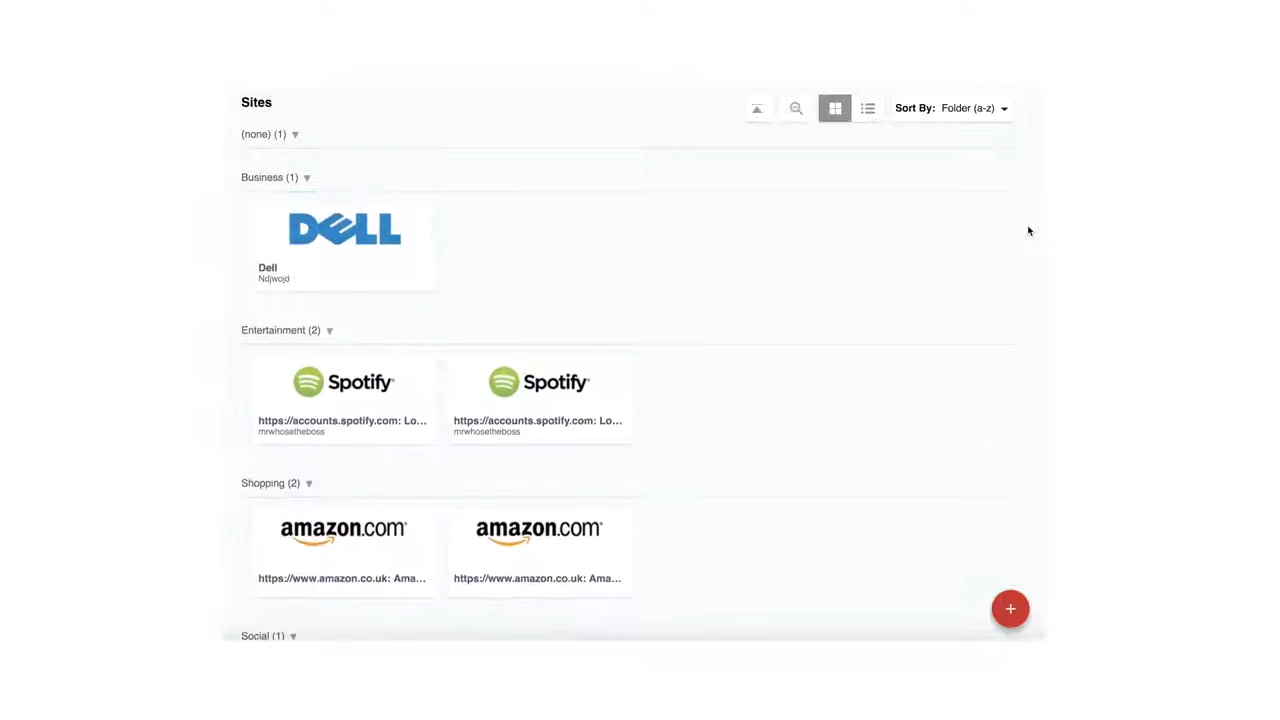 Sites
Sort By: Folder (a-z)
(none) (1)
Business (1)
DELL
Dell
Ndjwojd
Entertainment (2)
Spotify Spotify
https://accounts.spotify.com: Lo... https://accounts.spotify.com: Lo...
mrwhosetheboss mrwhosetheboss
Shopping (2)
amazon.com amazon.com
https://www.amazon.co.uk: Ama... https://www.amazon.co.uk: Ama...
Social (1)